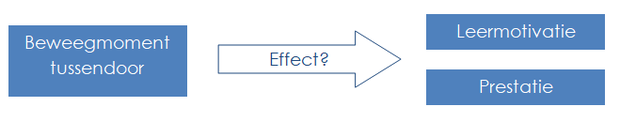 Beweegmoment
tussendoor
Effect?
Leermotivatie
Prestatie